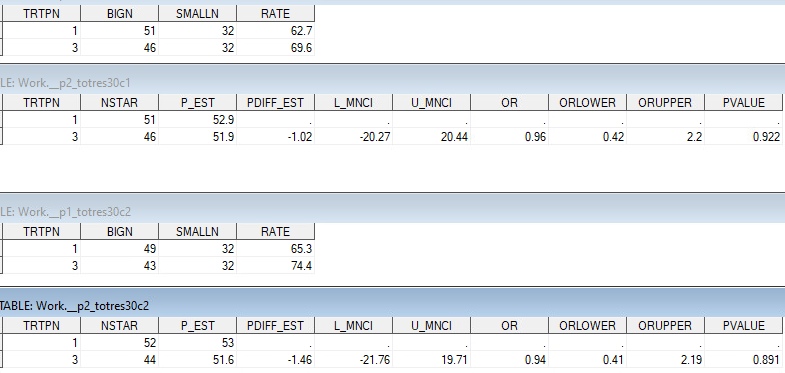 TRTPN BIGN SMALLN RATE
1 51 32 62.7
3 46 32 69.6
LE: Work.__p2_totres30c1
TRTPN NSTAR P_EST PDIFF_EST L_MNCI U_MNCI OR ORLOWER ORUPPER PVALUE
1 51 52.9 . . . . . . .
3 46 51.9 -1.02 -20.27 20.44 0.96 0.42 2.2 0.922
LE: Work.__p1_totres30c2
TRTPN BIGN SMALLN RATE
1 49 32 65.3
3 43 32 74.4
TABLE: Work.__p2_totres30c2
TRTPN NSTAR P_EST PDIFF_EST L_MNCI U_MNCI OR ORLOWER ORUPPER PVALUE
1 52 53 . . . . . . .
3 44 51.6 -1.46 -21.76 19.71 0.94 0.41 2.19 0.891